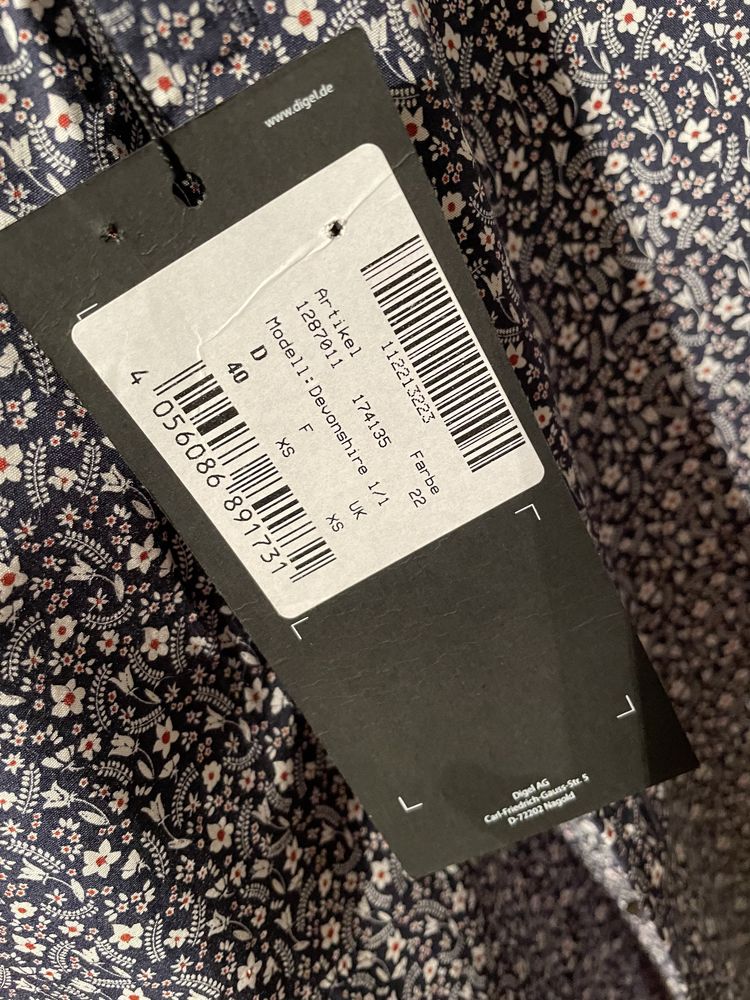 www.digel.de
112213223
Artikel Farbe
1287011 174135 22
Modell:Devonshire 1/1
D F UK
40 XS XS
4 056086 891731
Digel AG
Carl-Friedrich-Gauss-Str. 5
D-72202 Nagold